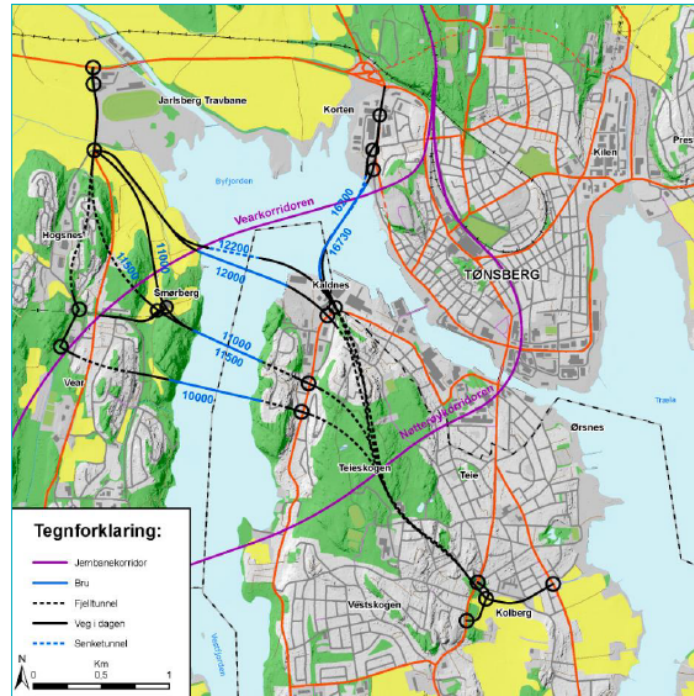 Jarlsberg Travbane
Korten
Kilen
Pres
Byfjorden
Vearkorridoren
Hogsnes
16300
16730
12200
12000
11000
11500
Smørberg
Kaldnes
TØNSBERG
11000
11500
Vear
10000
Nøtterøykorridoren
Træla
Ørsnes
Teieskogen
Teie
Vestskogen
Kolberg
Vestfjorden
Tegnforklaring:
Jernbanekorridor
Bru
Fjelltunnel
Veg i dagen
Senketunnel
N
Km
0 0,5 1